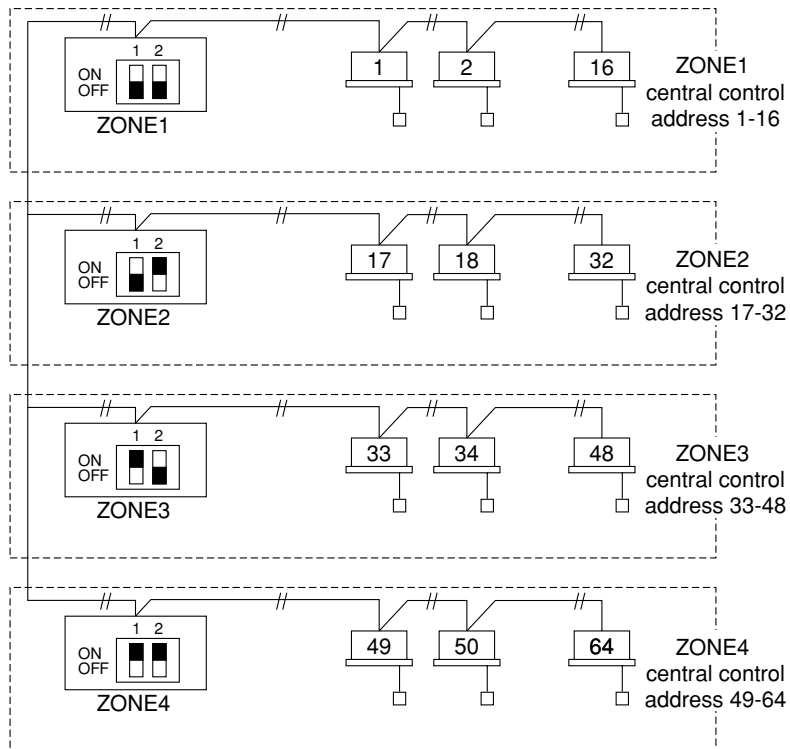 1 2
ON
OFF
ZONE1
1 2 16
ZONE1
central control
address 1-16
1 2
ON
OFF
ZONE2
17 18 32
ZONE2
central control
address 17-32
1 2
ON
OFF
ZONE3
33 34 48
ZONE3
central control
address 33-48
1 2
ON
OFF
ZONE4
49 50 64
ZONE4
central control
address 49-64